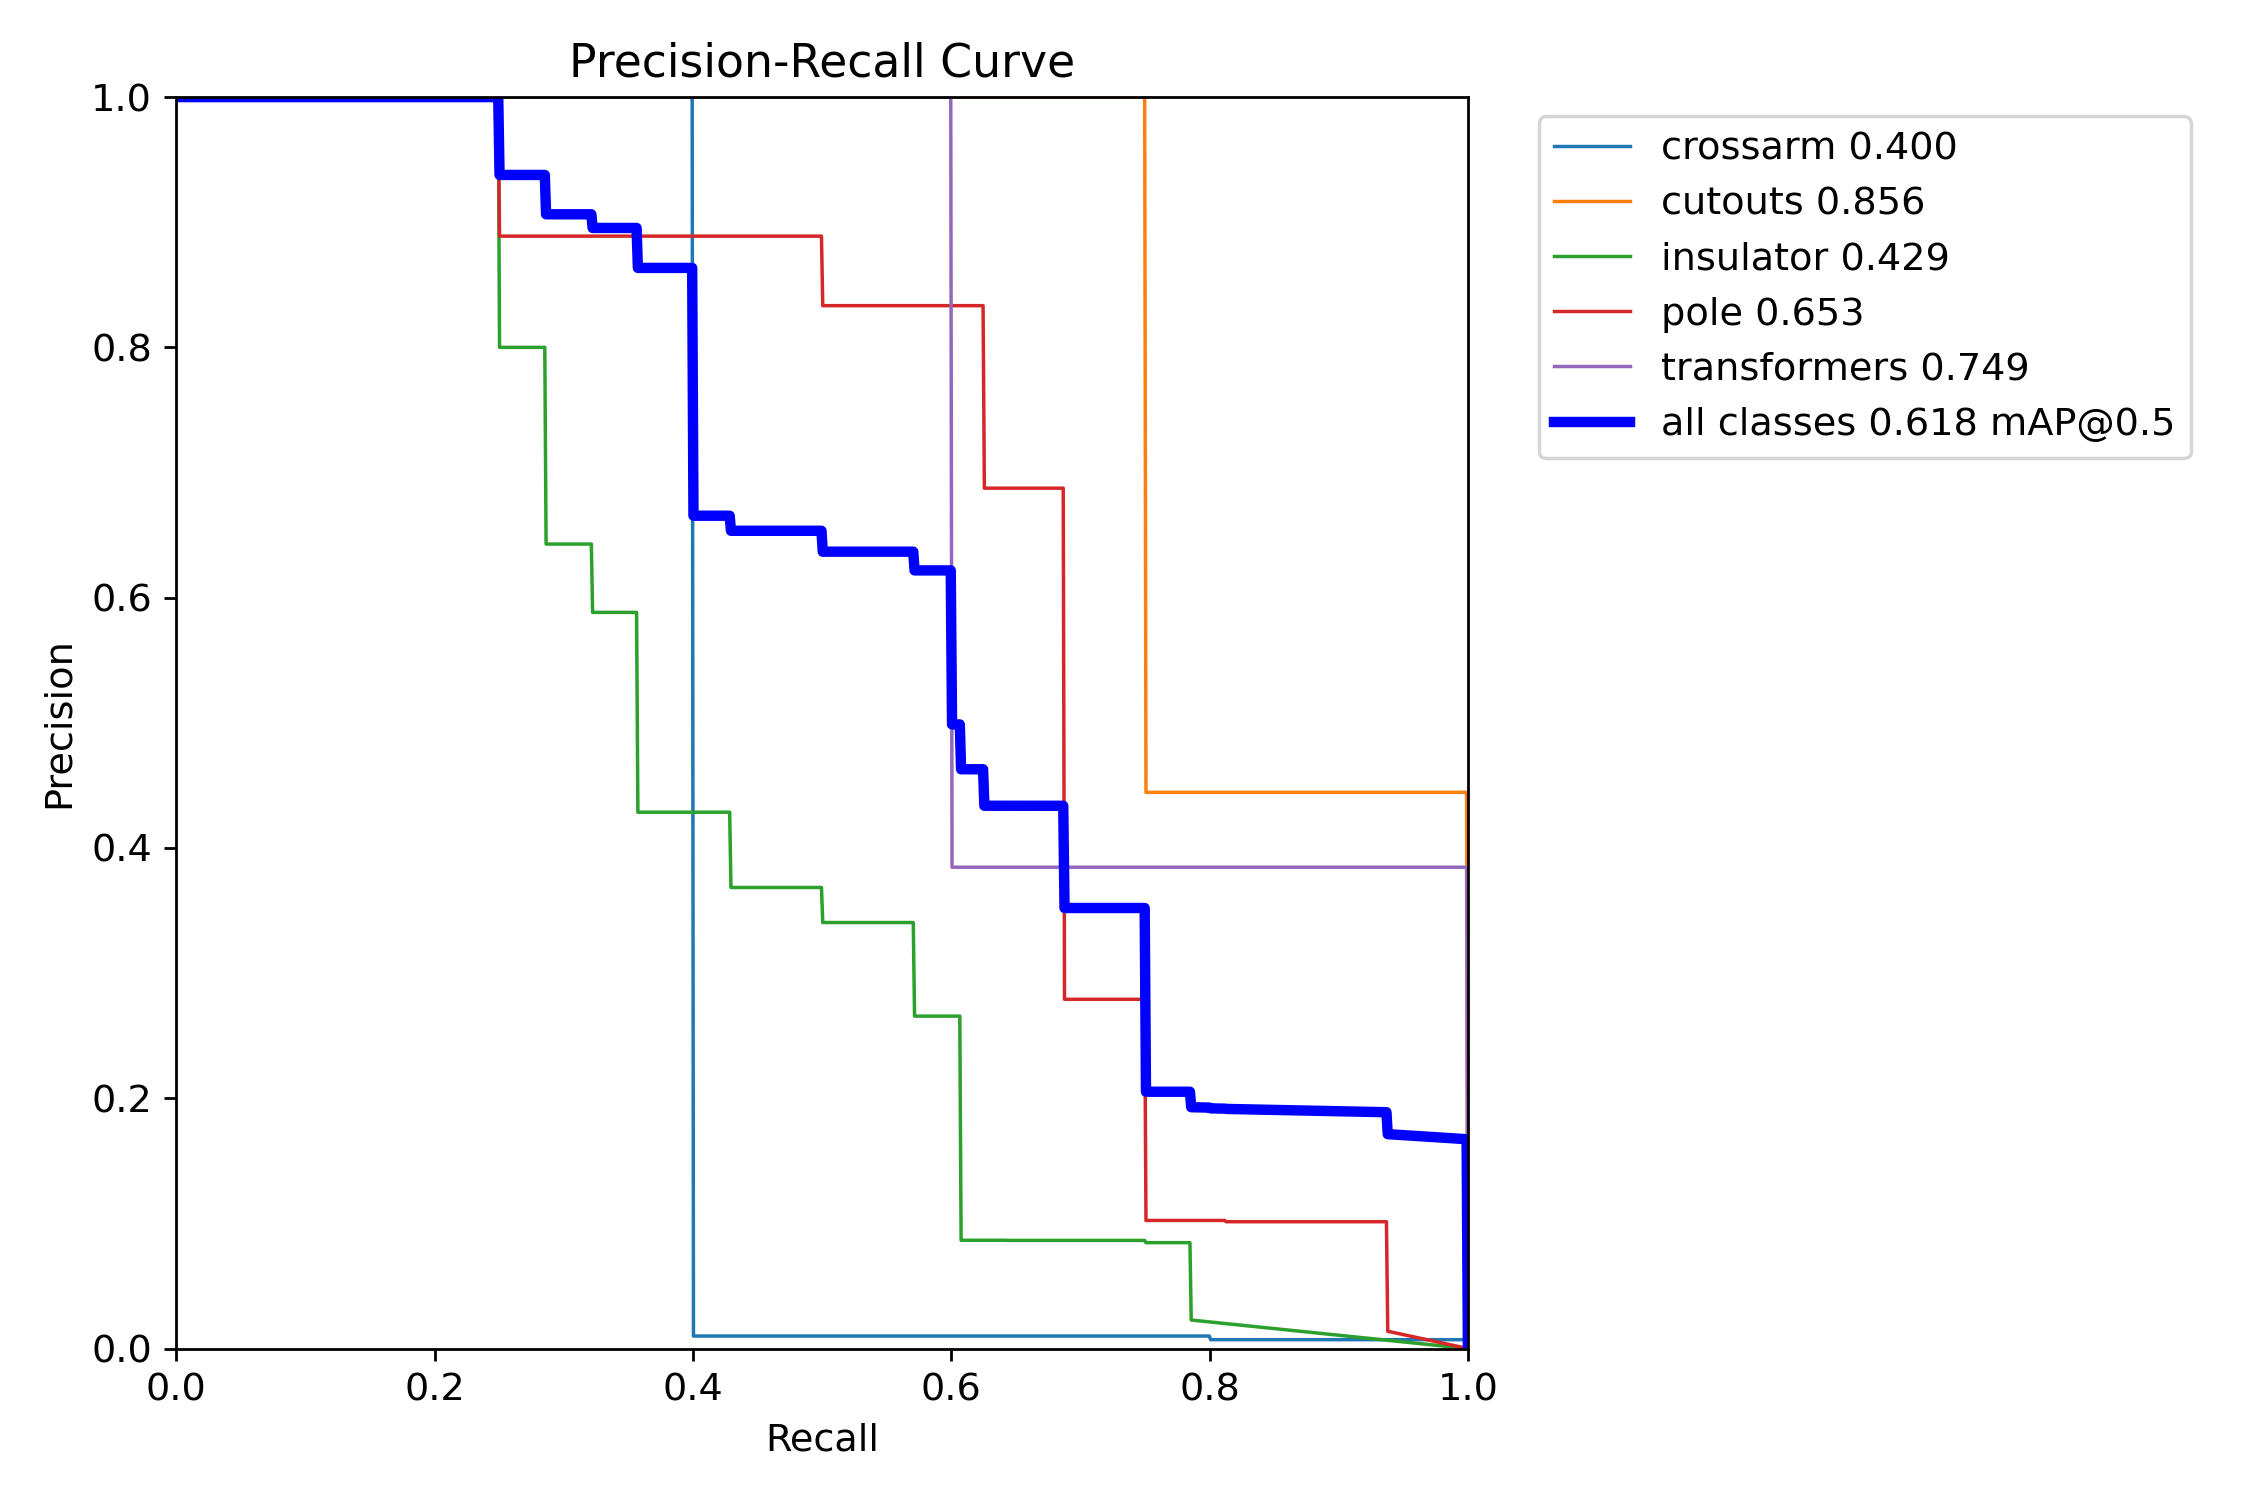 Precision-Recall Curve
1.0
0.8
0.6
0.4
0.2
0.0
Precision
0.0 0.2 0.4 0.6 0.8 1.0
Recall
crossarm 0.400
cutouts 0.856
insulator 0.429
pole 0.653
transformers 0.749
all classes 0.618 mAP@0.5